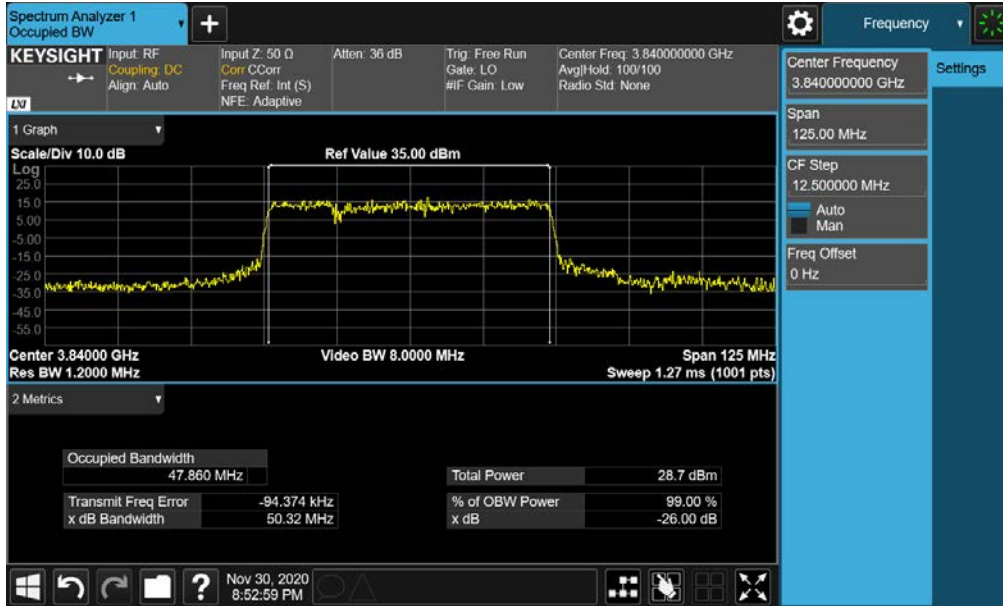 Spectrum Analyzer 1
Occupied BW
+
Frequency
KEYSIGHT
LXI
Input: RF
Coupling: DC
Align: Auto
Input Z: 50 Ω
Corr CCorr
Freq Ref: Int (S)
NFE: Adaptive
Atten: 36 dB
Trig: Free Run
Gate: LO
#IF Gain: Low
Center Freq: 3.840000000 GHz
Avg|Hold: 100/100
Radio Std: None
Center Frequency
3.840000000 GHz
Settings
Span
125.00 MHz
CF Step
12.500000 MHz
Auto
Man
Freq Offset
0 Hz
1 Graph
Scale/Div 10.0 dB
Ref Value 35.00 dBm
Log
25.0
15.0
5.00
-5.00
-15.0
-25.0
-35.0
-45.0
-55.0
Center 3.84000 GHz
Video BW 8.0000 MHz
Span 125 MHz
Res BW 1.2000 MHz
Sweep 1.27 ms (1001 pts)
2 Metrics
Occupied Bandwidth
47.860 MHz
Total Power 28.7 dBm
Transmit Freq Error -94.374 kHz
% of OBW Power 99.00 %
x dB Bandwidth 50.32 MHz
x dB -26.00 dB
?
Nov 30, 2020
8:52:59 PM